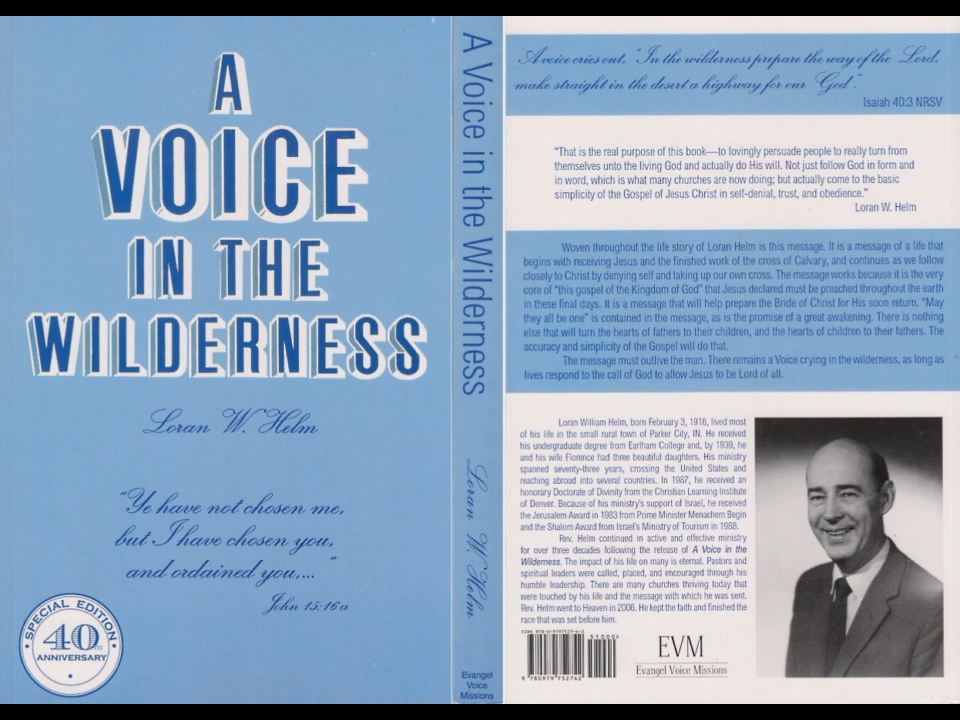 A
VOICE
IN THE
WILDERNESS
Loran W. Helm
"Ye have not chosen me,
but I have chosen you,
and ordained you,..."
John 15:16a
SPECIAL EDITION
40TH
ANNIVERSARY
A Voice in the Wilderness
Loran W. Helm
Evangel
Voice
Missions
A voice cries out, "In the wilderness prepare the way of the Lord,
make straight in the desert a highway for our God".
Isaiah 40:3 NRSV
"That is the real purpose of this book—to lovingly persuade people to really turn from
themselves unto the living God and actually do His will. Not just follow God in form and
in word, which is what many churches are now doing; but actually come to the basic
simplicity of the Gospel of Jesus Christ in self-denial, trust, and obedience."
Loran W. Helm
Woven throughout the life story of Loran Helm is this message. It is a message of a life that
begins with receiving Jesus and the finished work of the cross of Calvary, and continues as we follow
closely to Christ by denying self and taking up our own cross. The message works because it is the very
core of "this gospel of the Kingdom of God" that Jesus declared must be preached throughout the earth
in these final days. It is a message that will help prepare the Bride of Christ for His soon return. "May
they all be one" is contained in the message, as is the promise of a great awakening. There is nothing
else that will turn the hearts of fathers to their children, and the hearts of children to their fathers. The
accuracy and simplicity of the Gospel will do that.
The message must outlive the man. There remains a Voice crying in the wilderness, as long as
lives respond to the call of God to allow Jesus to be Lord of all.
Loran William Helm, born February 3, 1916, lived most
of his life in the small rural town of Parker City, IN. He received
his undergraduate degree from Earlham College and, by 1939, he
and his wife Florence had three beautiful daughters. His ministry
spanned seventy-three years, crossing the United States and
reaching abroad into several countries. In 1987, he received an
honorary Doctorate of Divinity from the Christian Learning Institute
of Denver. Because of his ministry's support of Israel, he received
the Jerusalem Award in 1983 from Prime Minister Menachem Begin
and the Shalom Award from Israel's Ministry of Tourism in 1988.
Rev. Helm continued in active and effective ministry
for over three decades following the release of A Voice in the
Wilderness. The impact of his life on many is eternal. Pastors and
spiritual leaders were called, placed, and encouraged through his
humble leadership. There are many churches thriving today that
were touched by his life and the message with which he was sent.
Rev. Helm went to Heaven in 2006. He kept the faith and finished the
race that was set before him.
ISBN 978-0-9797527-4-2
51000>
9 780979 752742
EVM
Evangel Voice Missions